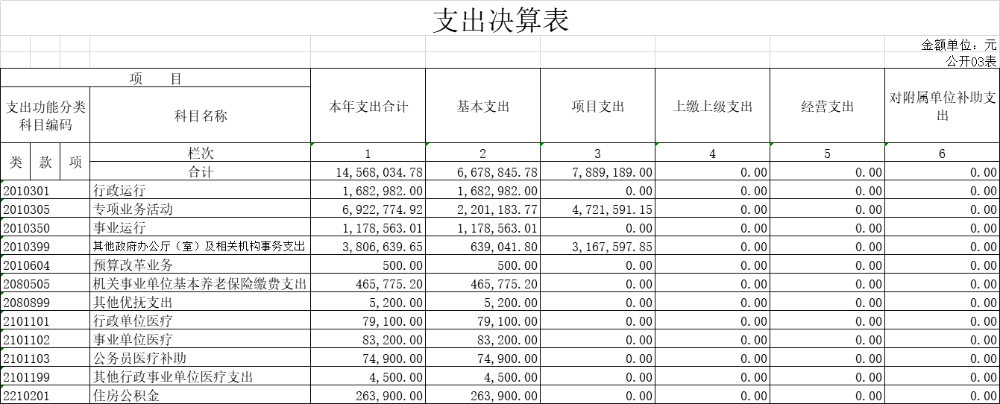 支出决算表
金额单位：元
公开03表
项 目 本年支出合计 基本支出 项目支出 上缴上级支出 经营支出 对附属单位补助支出
支出功能分类科目编码 科目名称
类 款 项 栏次 1 2 3 4 5 6
合计 14,568,034.78 6,678,845.78 7,889,189.00 0.00 0.00 0.00
2010301 行政运行 1,682,982.00 1,682,982.00 0.00 0.00 0.00 0.00
2010305 专项业务活动 6,922,774.92 2,201,183.77 4,721,591.15 0.00 0.00 0.00
2010350 事业运行 1,178,563.01 1,178,563.01 0.00 0.00 0.00 0.00
2010399 其他政府办公厅（室）及相关机构事务支出 3,806,639.65 639,041.80 3,167,597.85 0.00 0.00 0.00
2010604 预算改革业务 500.00 500.00 0.00 0.00 0.00 0.00
2080505 机关事业单位基本养老保险缴费支出 465,775.20 465,775.20 0.00 0.00 0.00 0.00
2080899 其他优抚支出 5,200.00 5,200.00 0.00 0.00 0.00 0.00
2101101 行政单位医疗 79,100.00 79,100.00 0.00 0.00 0.00 0.00
2101102 事业单位医疗 83,200.00 83,200.00 0.00 0.00 0.00 0.00
2101103 公务员医疗补助 74,900.00 74,900.00 0.00 0.00 0.00 0.00
2101199 其他行政事业单位医疗支出 4,500.00 4,500.00 0.00 0.00 0.00 0.00
2210201 住房公积金 263,900.00 263,900.00 0.00 0.00 0.00 0.00